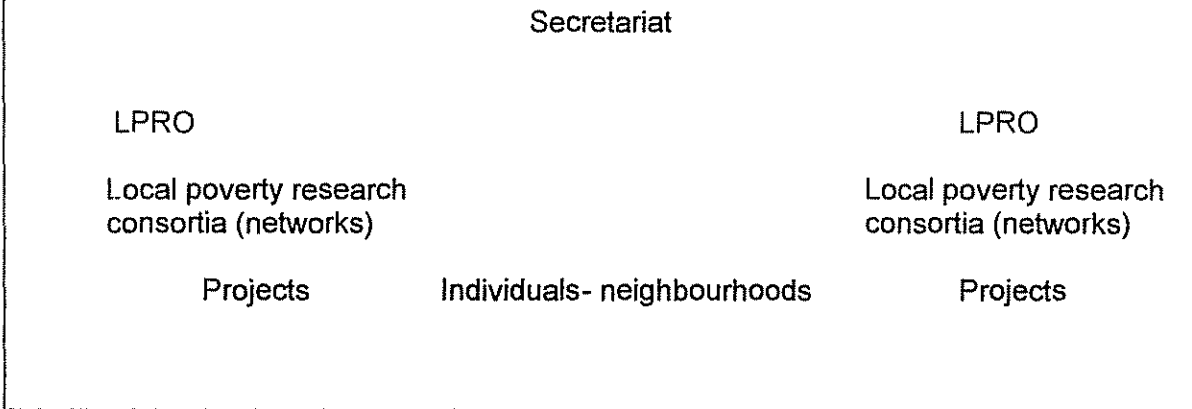 Secretariat
LPRO LPRO
Local poverty research Local poverty research
consortia (networks) consortia (networks)
Projects Individuals- neighbourhoods Projects